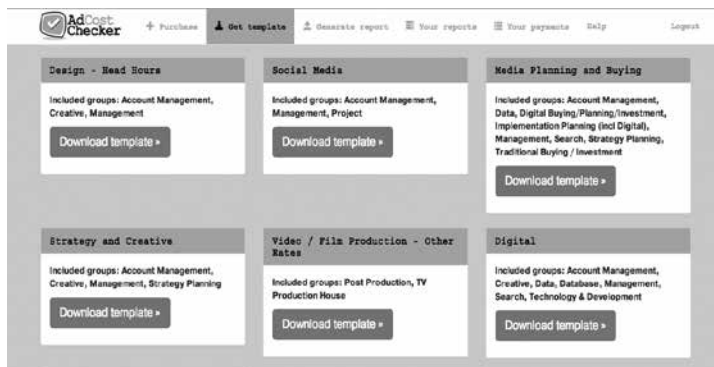 AdCost
Checker
Purchase
Get template
Generate report
Your reports
Your payments
Help
Logout
Design - Head Hours
Included groups: Account Management,
Creative, Management
Download template »
Social Media
Included groups: Account Management,
Management, Project
Download template »
Media Planning and Buying
Included groups: Account Management,
Data, Digital Buying/Planning/Investment,
Implementation Planning (incl Digital),
Management, Search, Strategy Planning,
Traditional Buying / Investment
Download template »
Strategy and Creative
Included groups: Account Management,
Creative, Management, Strategy Planning
Download template »
Video / Film Production - Other
Rates
Included groups: Post Production, TV
Production House
Download template »
Digital
Included groups: Account Management,
Creative, Data, Database, Management,
Search, Technology & Development
Download template »